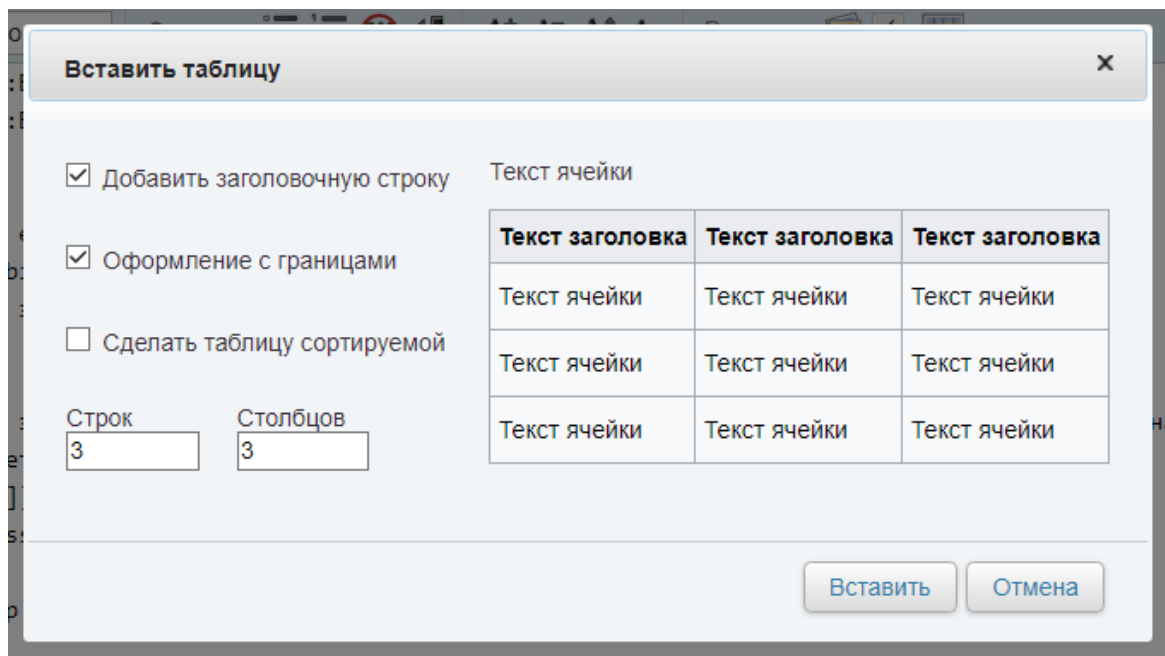 Вставить таблицу
Добавить заголовочную строку
Оформление с границами
Сделать таблицу сортируемой
Строк Столбцов
3 3
Текст ячейки
Текст заголовка Текст заголовка Текст заголовка
Текст ячейки Текст ячейки Текст ячейки
Текст ячейки Текст ячейки Текст ячейки
Текст ячейки Текст ячейки Текст ячейки
Вставить Отмена